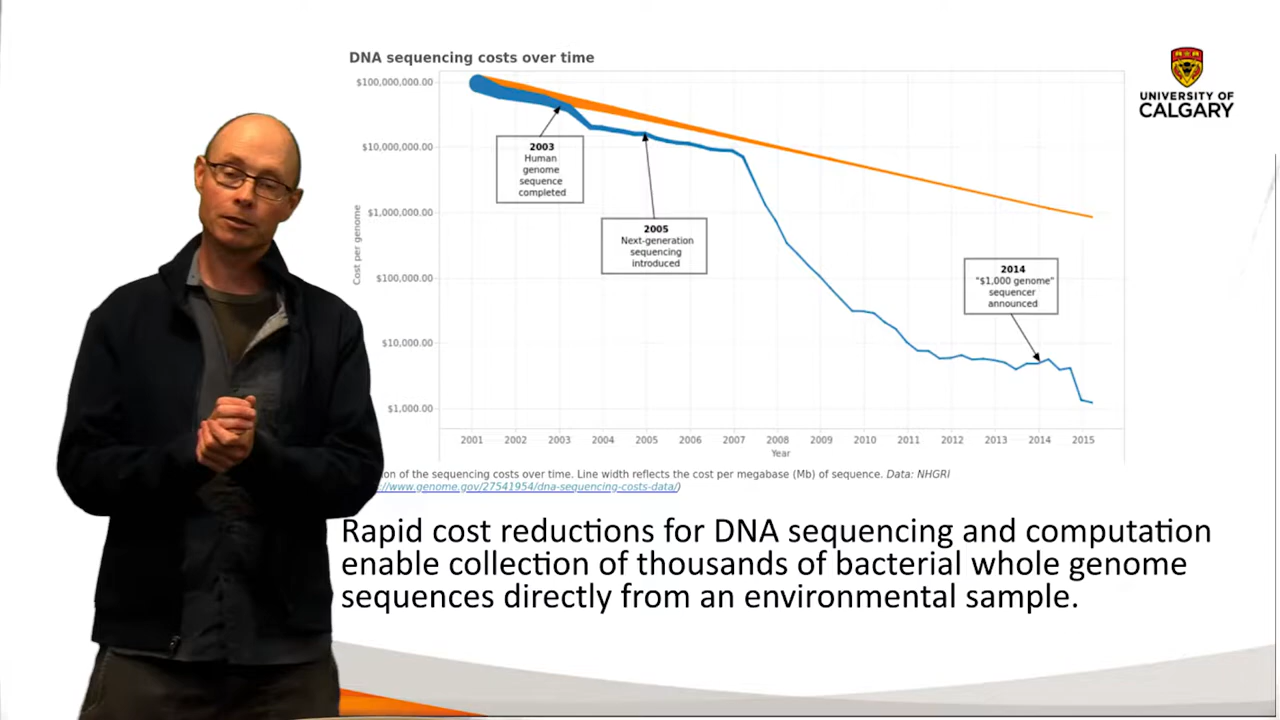 DNA sequencing costs over time
UNIVERSITY OF
CALGARY
$100,000,000.00
$10,000,000.00
$1,000,000.00
$100,000.00
$10,000.00
$1,000.00
Cost per genome
2003
Human
genome
sequence
completed
2005
Next-generation
sequencing
introduced
2014
"$1,000 genome"
sequencer
announced
2001 2002 2003 2004 2005 2006 2007 2008 2009 2010 2011 2012 2013 2014 2015
Year
of the sequencing costs over time. Line width reflects the cost per megabase (Mb) of sequence. Data: NHGRI
://www.genome.gov/27541954/dna-sequencing-costs-data/)
Rapid cost reductions for DNA sequencing and computation
enable collection of thousands of bacterial whole genome
sequences directly from an environmental sample.